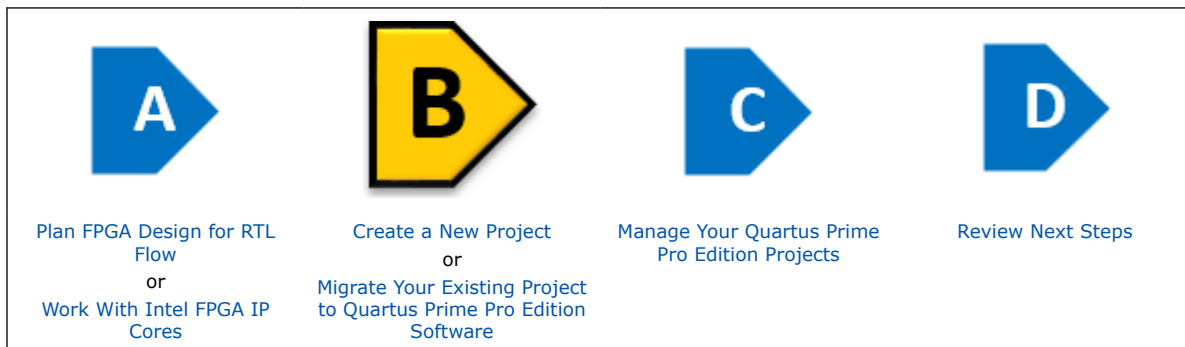 A
B
C
D
Plan FPGA Design for RTL
Flow
or
Work With Intel FPGA IP
Cores
Create a New Project
or
Migrate Your Existing Project
to Quartus Prime Pro Edition
Software
Manage Your Quartus Prime
Pro Edition Projects
Review Next Steps